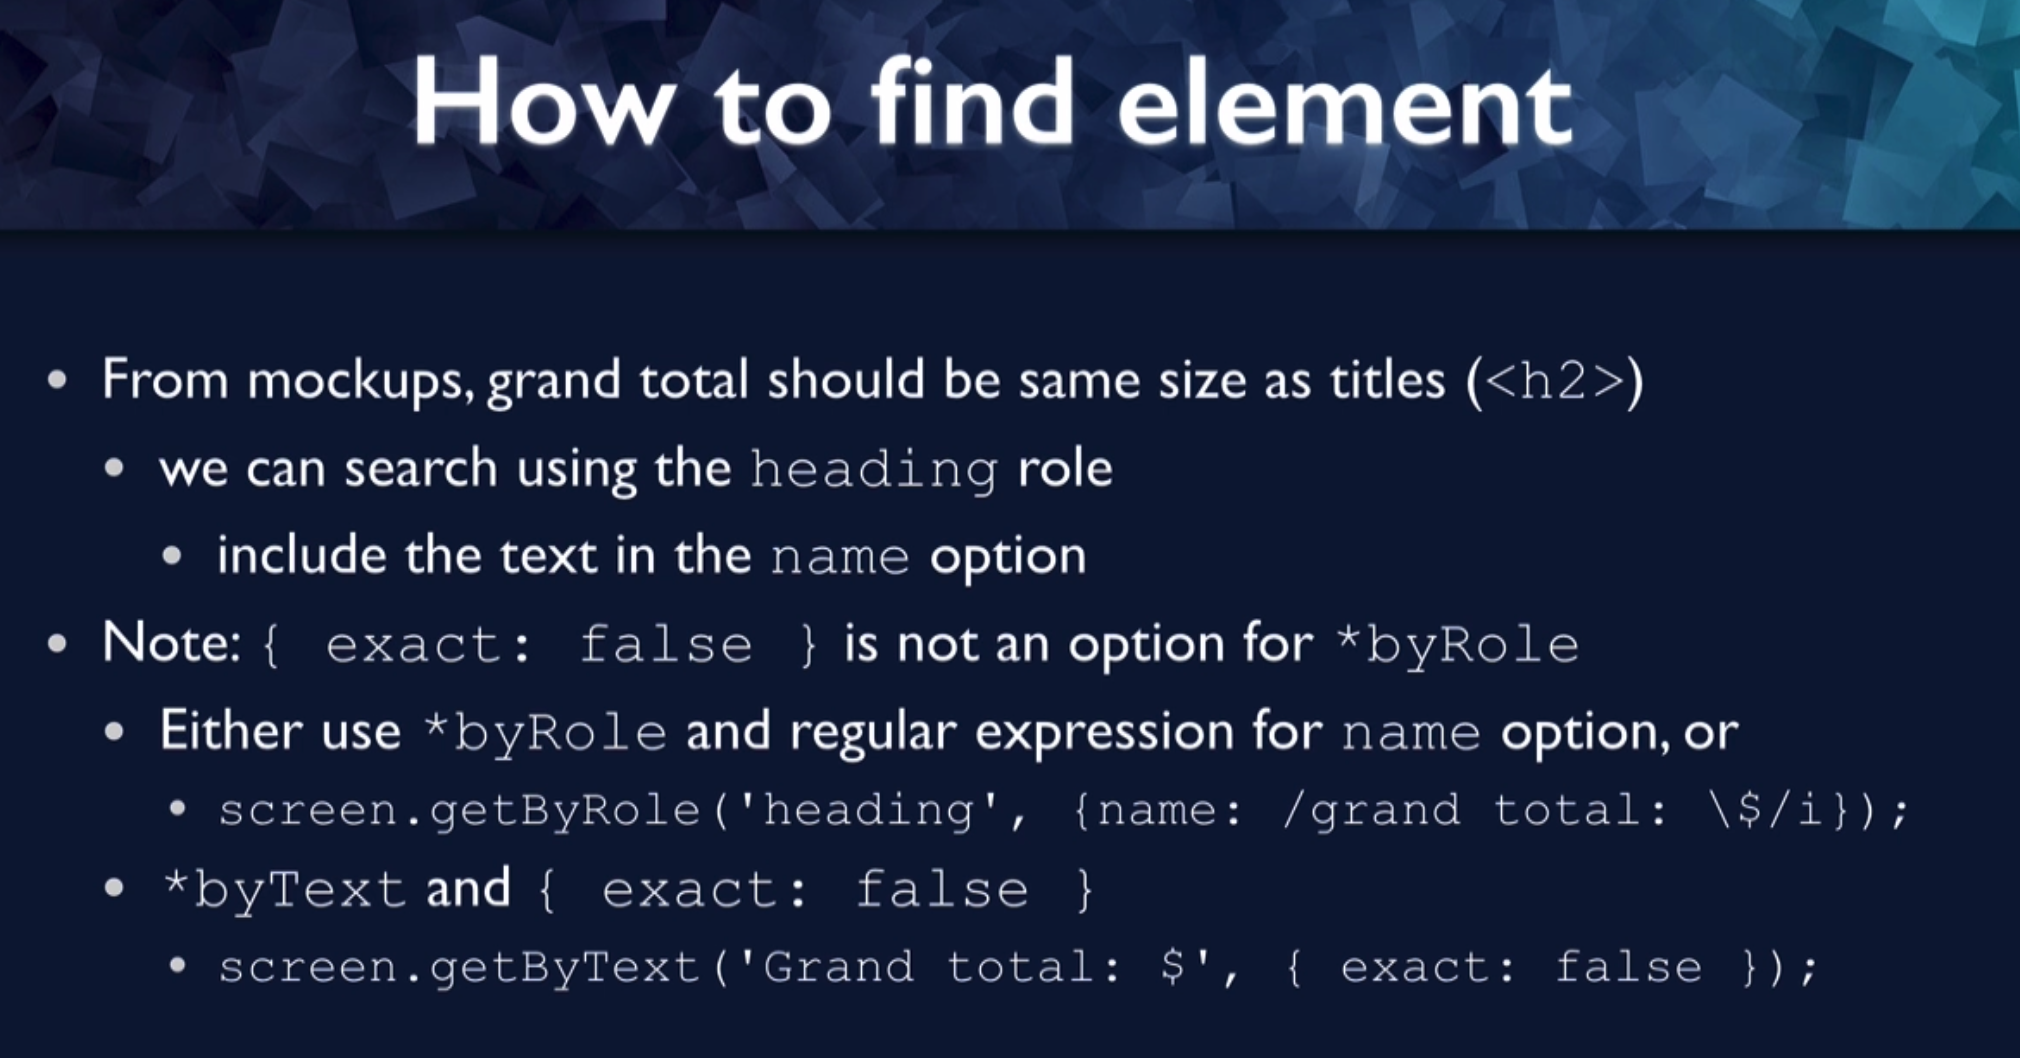 How to find element
• From mockups, grand total should be same size as titles (<h2>)
• we can search using the heading role
• include the text in the name option
• Note: { exact: false } is not an option for *byRole
• Either use *byRole and regular expression for name option, or
• screen.getByRole('heading', {name: /grand total: \$/i});
• *byText and { exact: false }
• screen.getByText('Grand total: $', { exact: false });